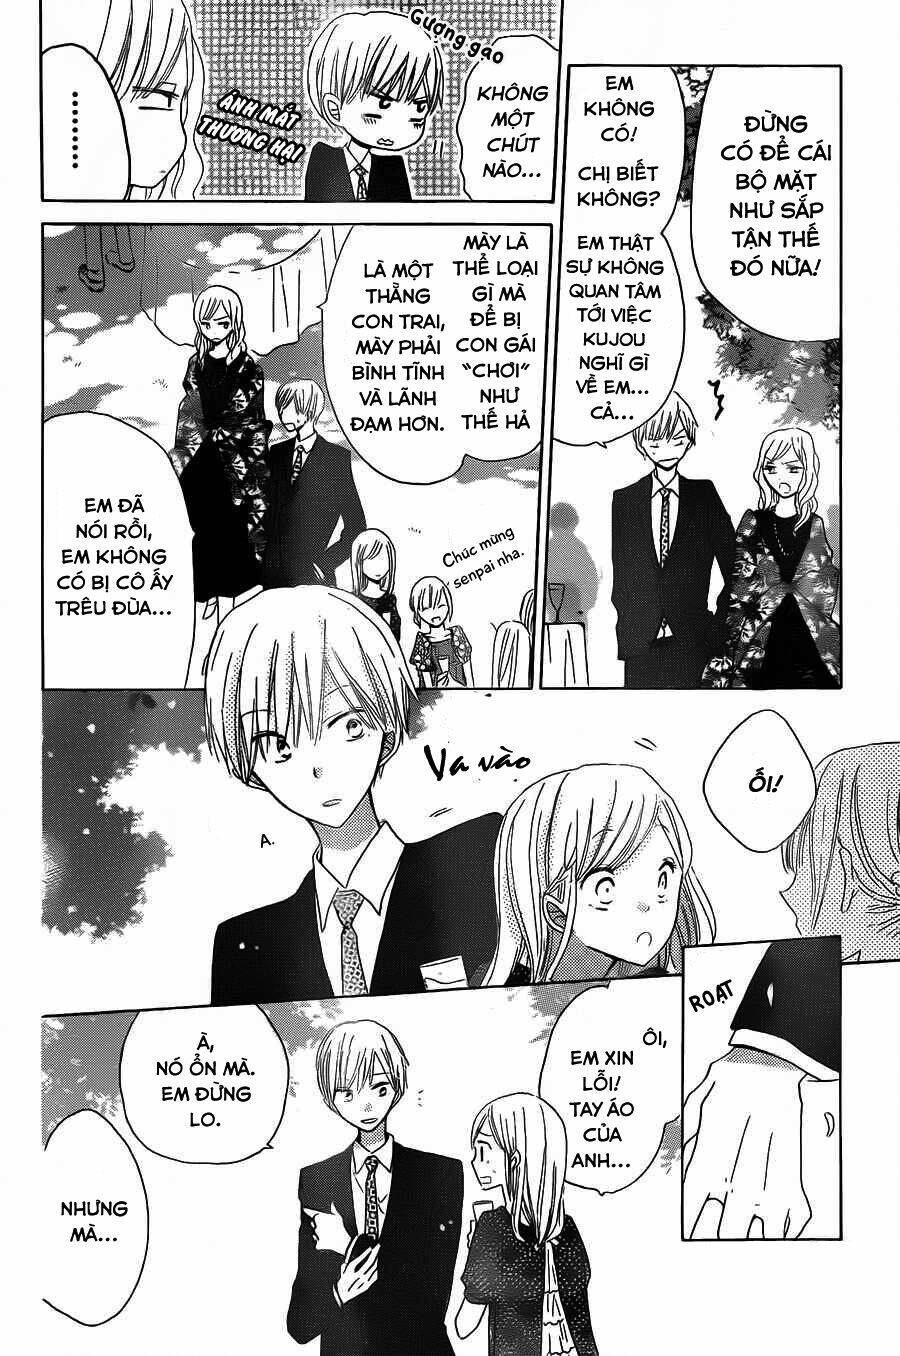 ĐỪNG
CÓ ĐỂ CÁI
BỘ MẶT
NHƯ SẮP
TẬN THẾ
ĐÓ NỮA!
EM
KHÔNG
CÓ!
CHỊ BIẾT
KHÔNG?
EM THẬT
SỰ KHÔNG
QUAN TÂM
TỚI VIỆC
KUJOU
NGHĨ GÌ
VỀ EM...
CẢ...
Gượng gạo
KHÔNG
MỘT
CHÚT
NÀO...
ÁNH MẮT
THƯƠNG HẠI
.........
MÀY LÀ
THỂ LOẠI
GÌ MÀ
ĐỂ BỊ
CON GÁI
"CHƠI"
NHƯ
THẾ HẢ
LÀ MỘT
THẰNG
CON TRAI,
MÀY PHẢI
BÌNH TĨNH
VÀ LÃNH
ĐẠM HƠN.
Chúc mừng
senpai nha.
EM ĐÃ
NÓI RỒI,
EM KHÔNG
CÓ BỊ CÔ ẤY
TRÊU ĐÙA...
ỐI!
Va vào
A.
ROẠT
ÔI,
EM XIN
LỖI!
TAY ÁO
CỦA
ANH...
À,
NÓ ỔN MÀ.
EM ĐỪNG
LO.
NHƯNG
MÀ...